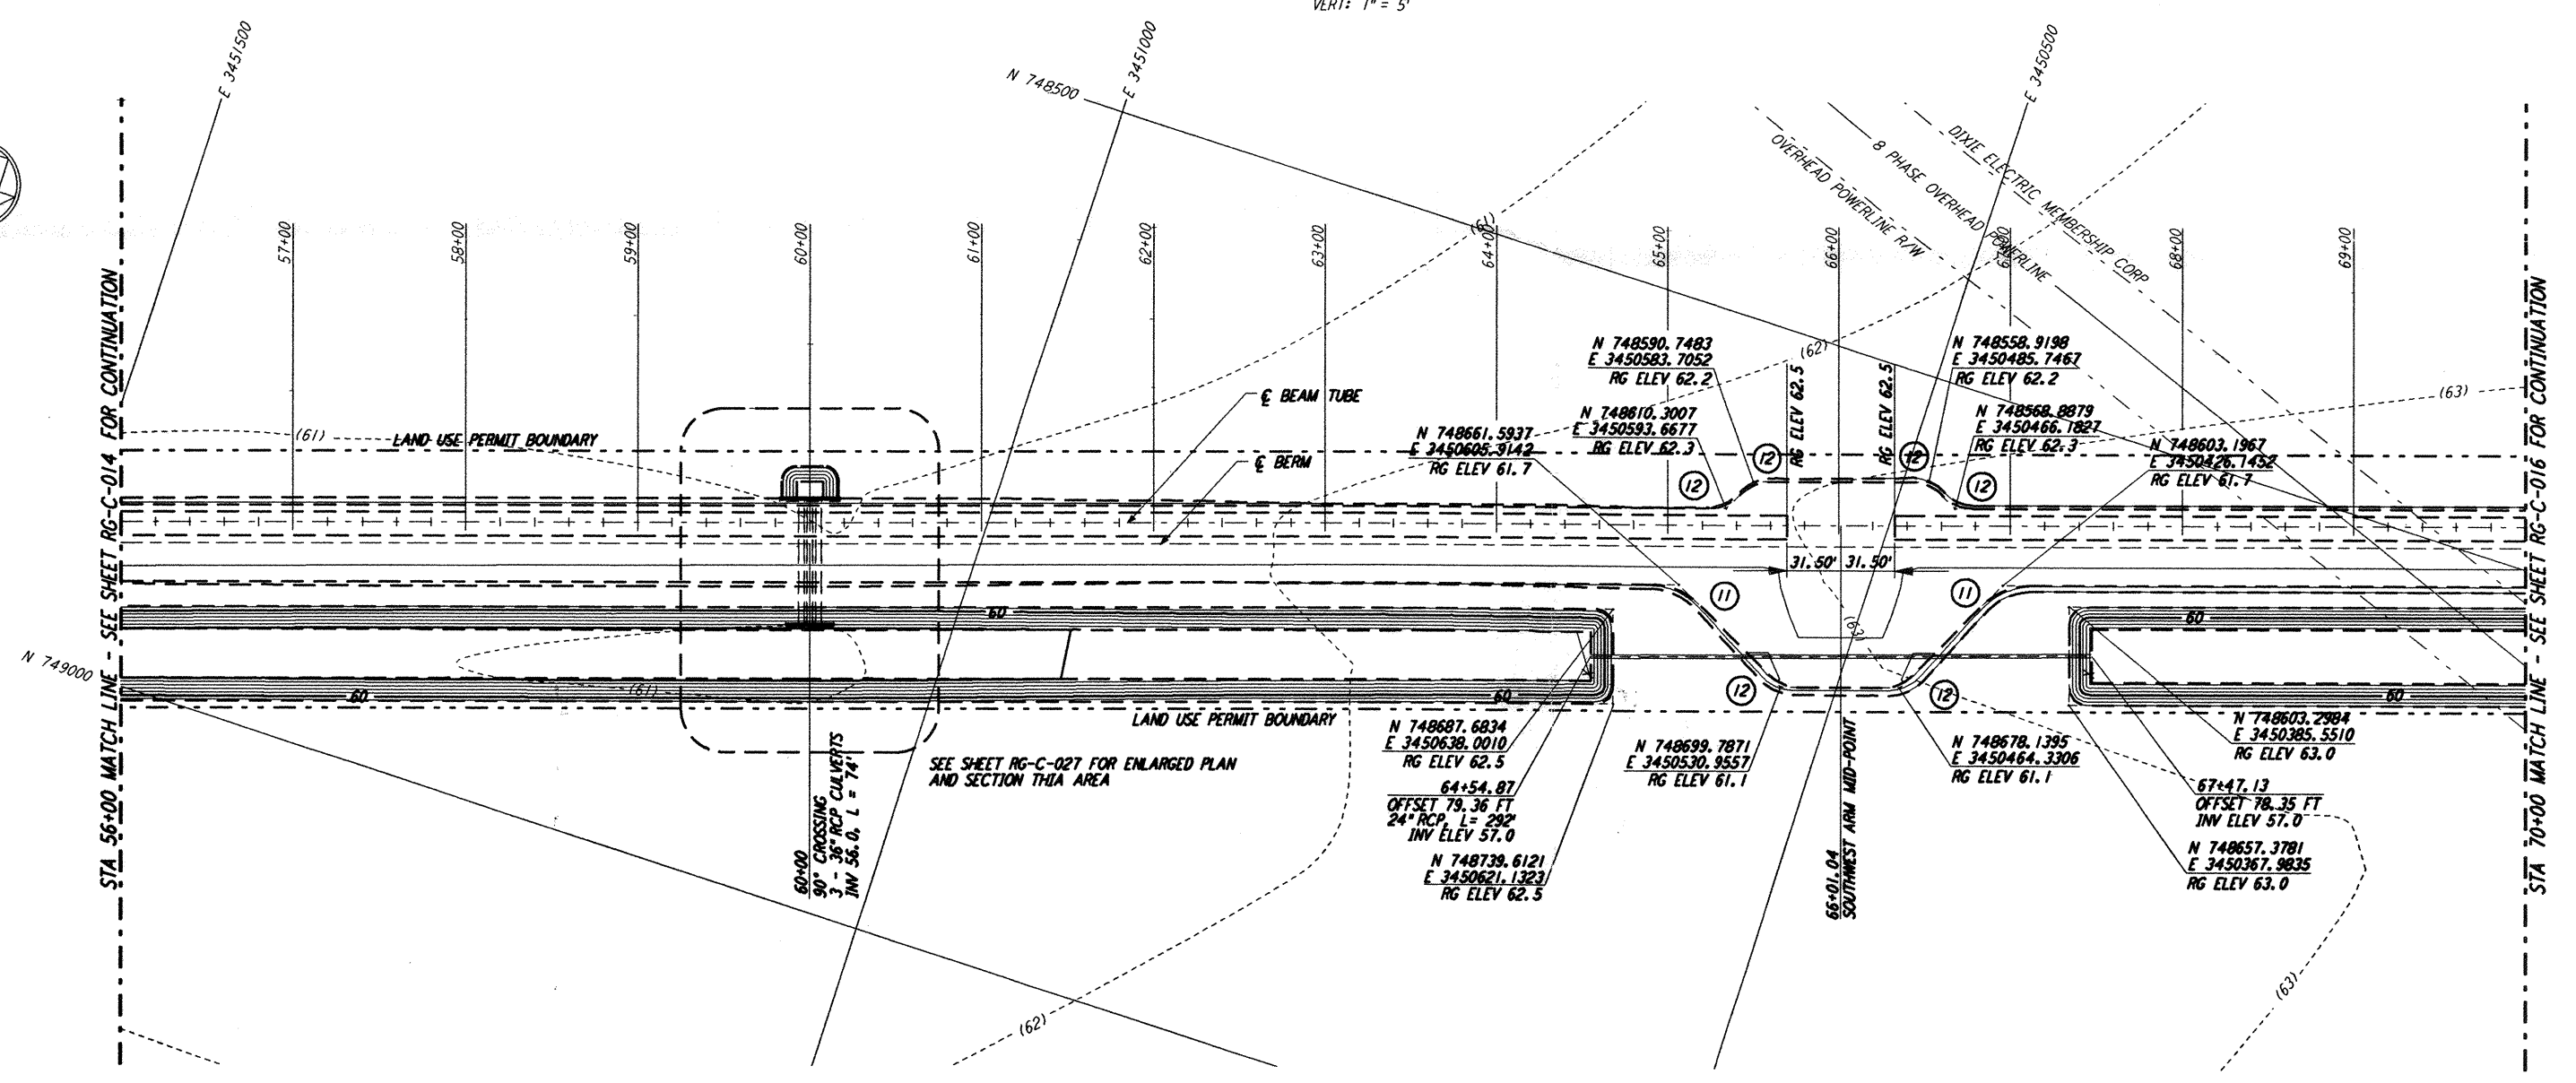 VERT: 1" = 5'
E 3451500
N 748500
E 3451000
E 3450500
OVERHEAD POWERLINE R/W
8 PHASE OVERHEAD POWERLINE
DIXIE ELECTRIC MEMBERSHIP CORP
57+00
58+00
59+00
60+00
61+00
62+00
63+00
64+00
65+00
66+00
68+00
69+00
(61)
(62)
(63)
STA 56+00 MATCH LINE - SEE SHEET RG-C-014 FOR CONTINUATION
(61)
LAND USE PERMIT BOUNDARY
℄ BEAM TUBE
℄ BERM
N 748590.7483
E 3450583.7052
RG ELEV 62.2
N 748610.3007
E 3450593.6677
RG ELEV 62.3
N 748661.5937
E 3450605.9142
RG ELEV 61.7
RG ELEV 62.5
RG ELEV 62.5
N 748558.9198
E 3450485.7467
RG ELEV 62.2
N 748568.8879
E 3450466.1827
RG ELEV 62.3
N 748603.1967
E 3450426.1452
RG ELEV 61.7
12
12
12
12
31.50' 31.50'
11
11
60
60
(63)
N 749000
60
(61)
60
12
12
60
LAND USE PERMIT BOUNDARY
SEE SHEET RG-C-027 FOR ENLARGED PLAN
AND SECTION THIA AREA
60+00
90° CROSSING
3 - 36" RCP CULVERTS
INV 56.0, L = 74'
N 748687.6834
E 3450638.0010
RG ELEV 62.5
64+54.87
OFFSET 79.36 FT
24" RCP, L= 292'
INV ELEV 57.0
N 748739.6121
E 3450621.1323
RG ELEV 62.5
N 748699.7871
E 3450530.9557
RG ELEV 61.1
66+01.04
SOUTHWEST ARM MID-POINT
N 748678.1395
E 3450464.3306
RG ELEV 61.1
N 748603.2984
E 3450385.5510
RG ELEV 63.0
67+47.13
OFFSET 78.35 FT
INV ELEV 57.0
N 748657.3781
E 3450367.9835
RG ELEV 63.0
(62)
(63)
STA 70+00 MATCH LINE - SEE SHEET RG-C-016 FOR CONTINUATION